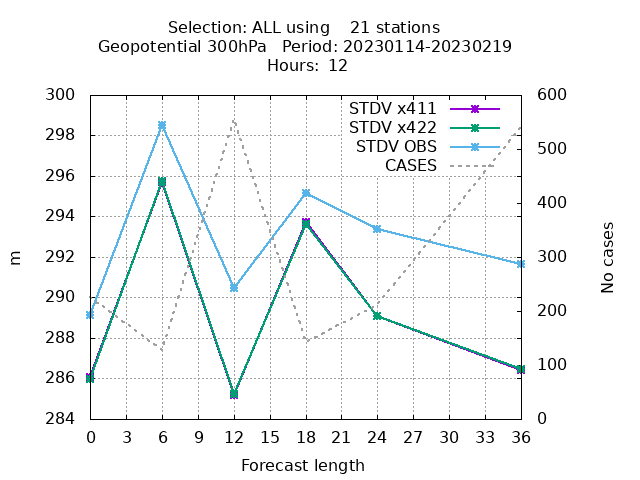 Selection: ALL using    21 stations
Geopotential 300hPa   Period: 20230114-20230219
Hours: 12
STDV x411
STDV x422
STDV OBS
CASES
300
298
296
294
292
290
288
286
284
m
600
500
400
300
200
100
0
No cases
0 3 6 9 12 15 18 21 24 27 30 33 36
Forecast length